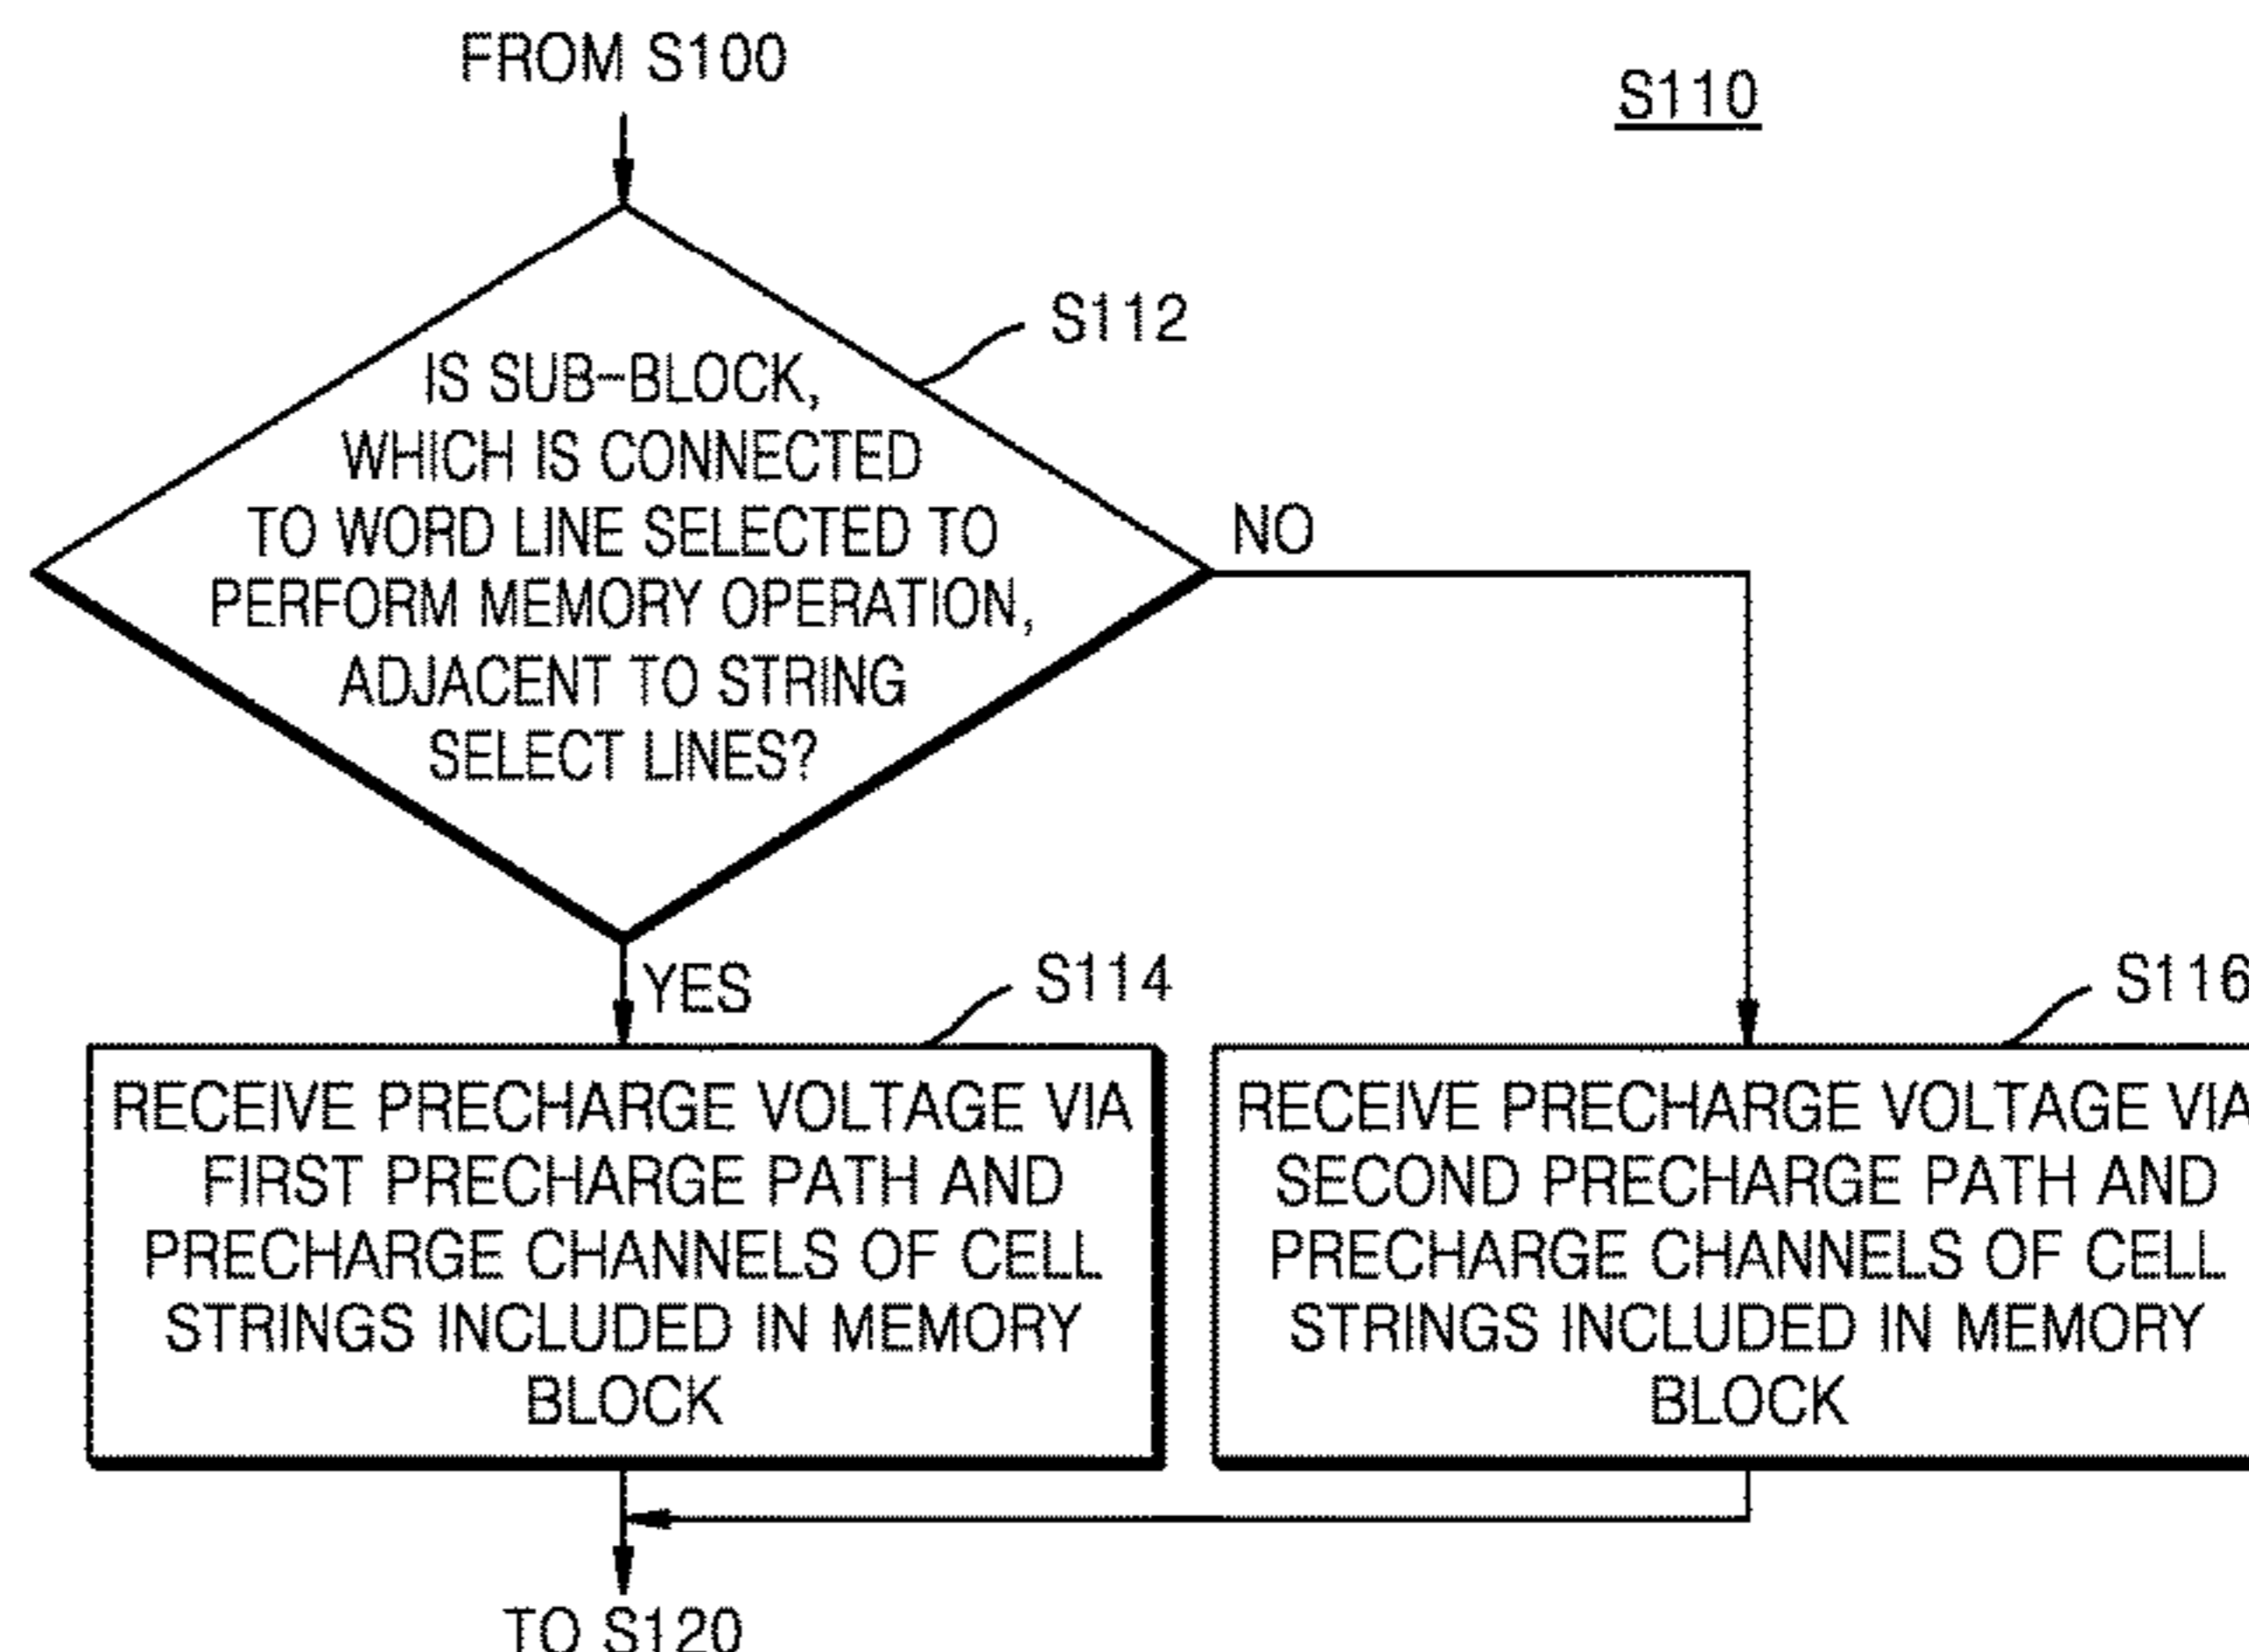 FROM S100
S110
S112
IS SUB-BLOCK,
WHICH IS CONNECTED
TO WORD LINE SELECTED TO
PERFORM MEMORY OPERATION,
ADJACENT TO STRING
SELECT LINES?
NO
YES
S114
RECEIVE PRECHARGE VOLTAGE VIA
FIRST PRECHARGE PATH AND
PRECHARGE CHANNELS OF CELL
STRINGS INCLUDED IN MEMORY
BLOCK
S116
RECEIVE PRECHARGE VOLTAGE VIA
SECOND PRECHARGE PATH AND
PRECHARGE CHANNELS OF CELL
STRINGS INCLUDED IN MEMORY
BLOCK
TO S120